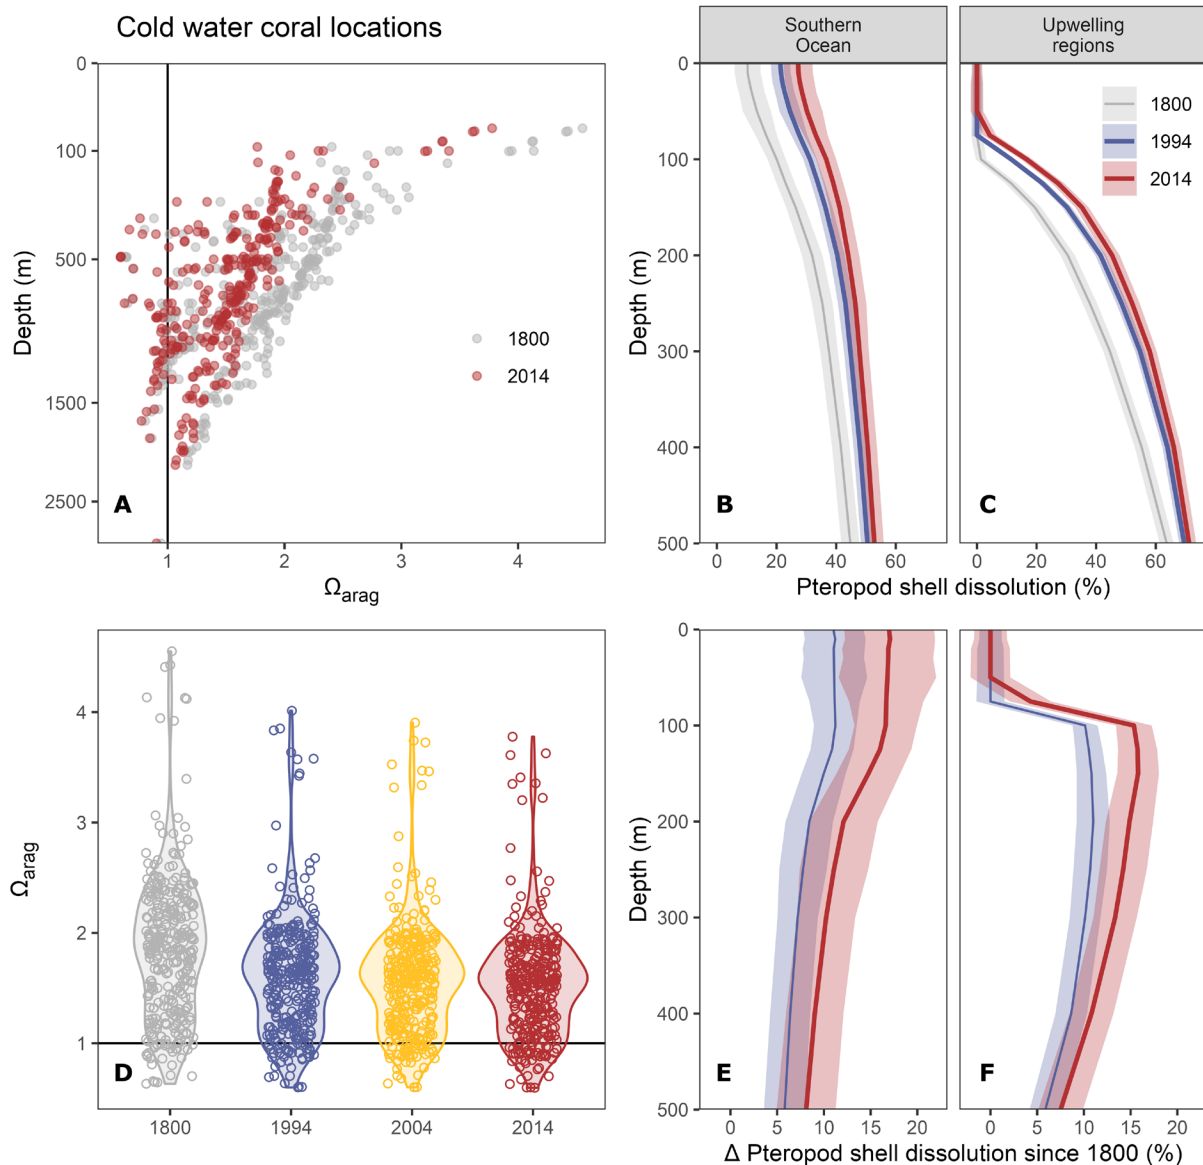 Cold water coral locations
0
100
500
1500
2500
Depth (m)
1800
2014
A
1 2 3 4
Ωarag
Southern
Ocean
Upwelling
regions
0
100
200
300
400
500
Depth (m)
1800
1994
2014
B
C
0 20 40 60
0 20 40 60
Pteropod shell dissolution (%)
4
3
2
1
Ωarag
D
1800 1994 2004 2014
0
100
200
300
400
500
Depth (m)
E
F
0 5 10 15 20
0 5 10 15 20
Δ Pteropod shell dissolution since 1800 (%)